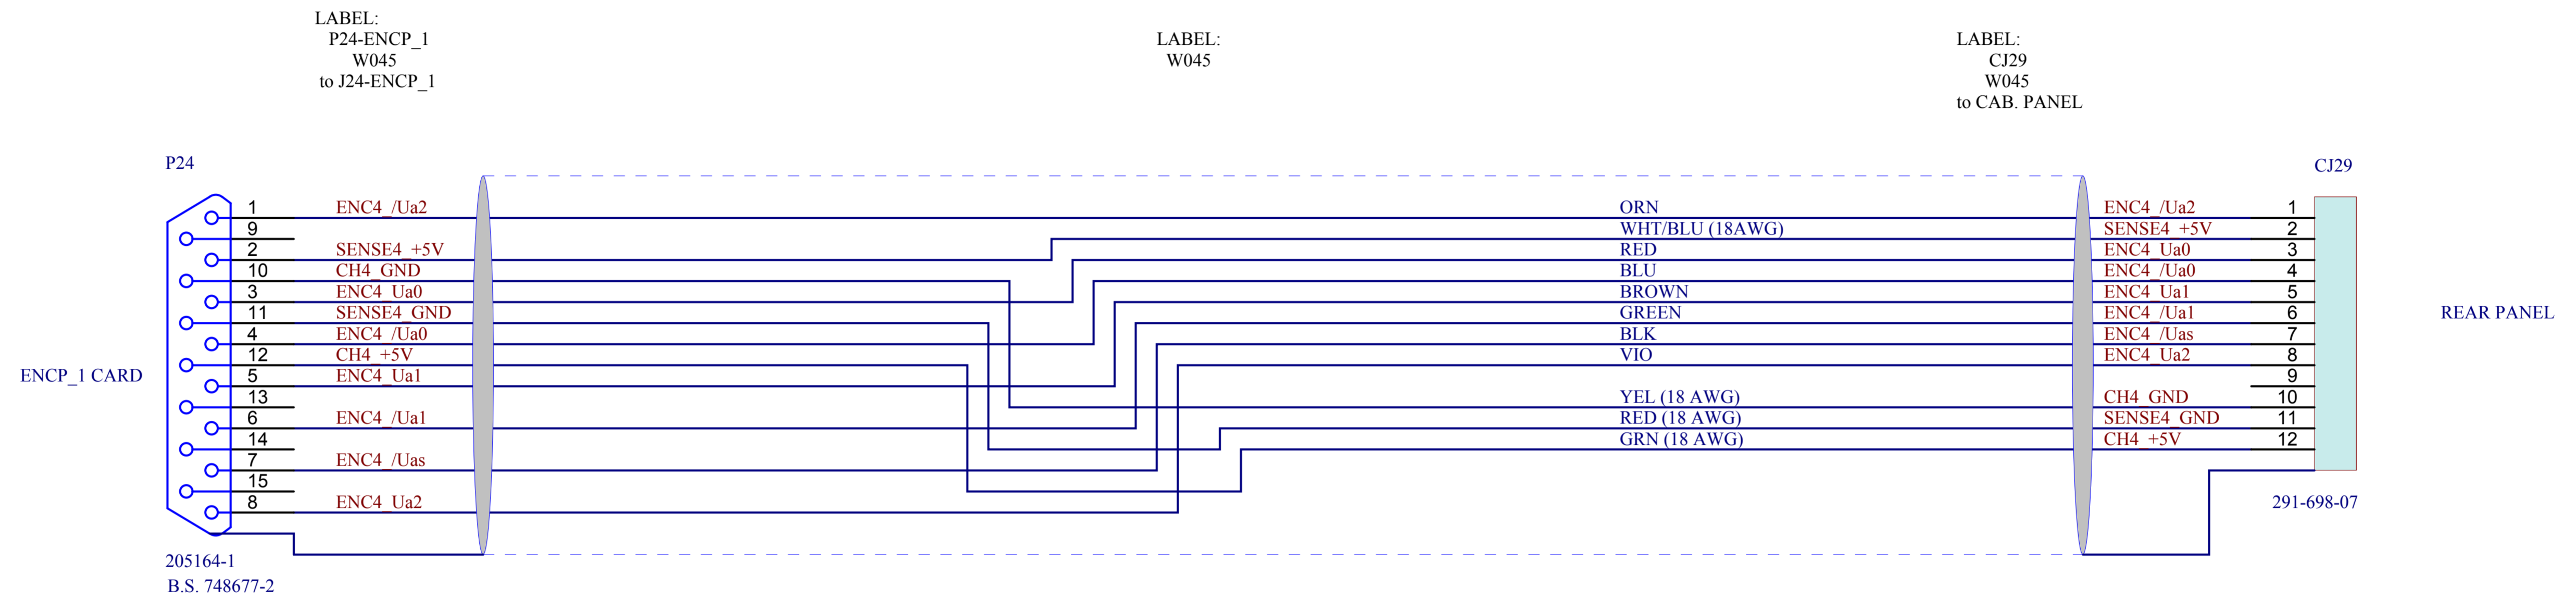 LABEL:
P24-ENCP_1
W045
to J24-ENCP_1
LABEL:
W045
LABEL:
CJ29
W045
to CAB. PANEL
P24
CJ29
1 ENC4_/Ua2 ORN ENC4_/Ua2 1
9 WHT/BLU (18AWG) SENSE4_+5V 2
2 SENSE4_+5V RED ENC4_Ua0 3
10 CH4_GND BLU ENC4_/Ua0 4
3 ENC4_Ua0 BROWN ENC4_Ua1 5
11 SENSE4_GND GREEN ENC4_/Ua1 6
4 ENC4_/Ua0 BLK ENC4_/Uas 7
12 CH4_+5V VIO ENC4_Ua2 8
5 ENC4_Ua1 9
13 YEL (18 AWG) CH4_GND 10
6 ENC4_/Ua1 RED (18 AWG) SENSE4_GND 11
14 GRN (18 AWG) CH4_+5V 12
7 ENC4_/Uas
15
8 ENC4_Ua2
ENCP_1 CARD
REAR PANEL
205164-1
B.S. 748677-2
291-698-07